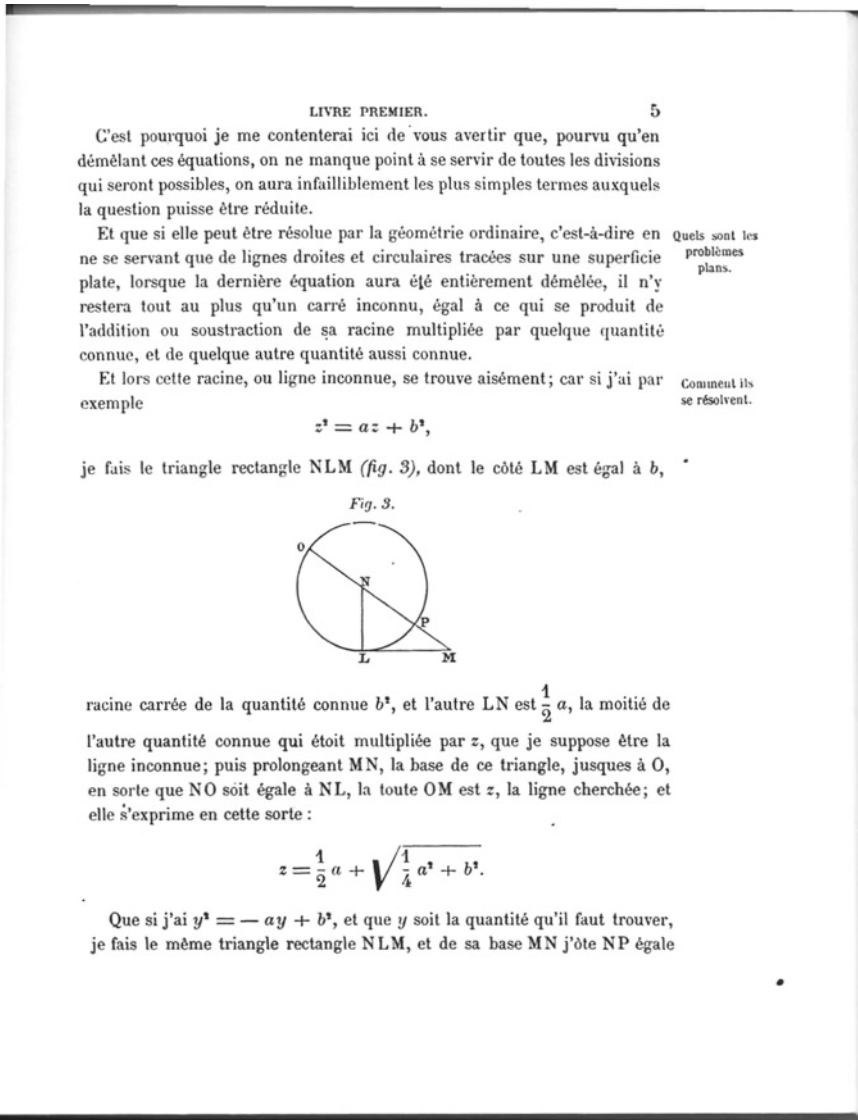 LIVRE PREMIER. 5
C'est pourquoi je me contenterai ici de vous avertir que, pourvu qu'en
démêlant ces équations, on ne manque point à se servir de toutes les divisions
qui seront possibles, on aura infailliblement les plus simples termes auxquels
la question puisse être réduite.
Et que si elle peut être résolue par la géométrie ordinaire, c'est-à-dire en
Quels sont les
problèmes
plans.
ne se servant que de lignes droites et circulaires tracées sur une superficie
plate, lorsque la dernière équation aura été entièrement démêlée, il n'y
restera tout au plus qu'un carré inconnu, égal à ce qui se produit de
l'addition ou soustraction de sa racine multipliée par quelque quantité
connue, et de quelque autre quantité aussi connue.
Et lors cette racine, ou ligne inconnue, se trouve aisément; car si j'ai par
Comment ils
se résolvent.
exemple
z² = az + b²,
je fais le triangle rectangle NLM (fig. 3), dont le côté LM est égal à b,
Fig. 3.
O
N
P
L M
racine carrée de la quantité connue b², et l'autre LN est 1/2 a, la moitié de
l'autre quantité connue qui étoit multipliée par z, que je suppose être la
ligne inconnue; puis prolongeant MN, la base de ce triangle, jusques à O,
en sorte que NO soit égale à NL, la toute OM est z, la ligne cherchée; et
elle s'exprime en cette sorte :
z = 1/2 a + √(1/4 a² + b²).
Que si j'ai y² = — ay + b², et que y soit la quantité qu'il faut trouver,
je fais le même triangle rectangle NLM, et de sa base MN j'ôte NP égale